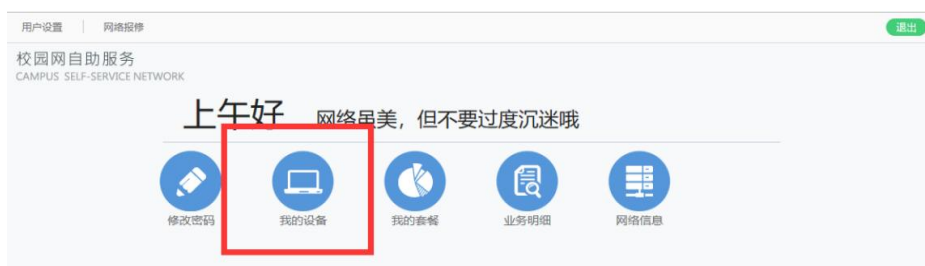 用户设置 网络报修 退出
校园网自助服务
CAMPUS SELF-SERVICE NETWORK
上午好 网络虽美，但不要过度沉迷哦
修改密码 我的设备 我的套餐 业务明细 网络信息